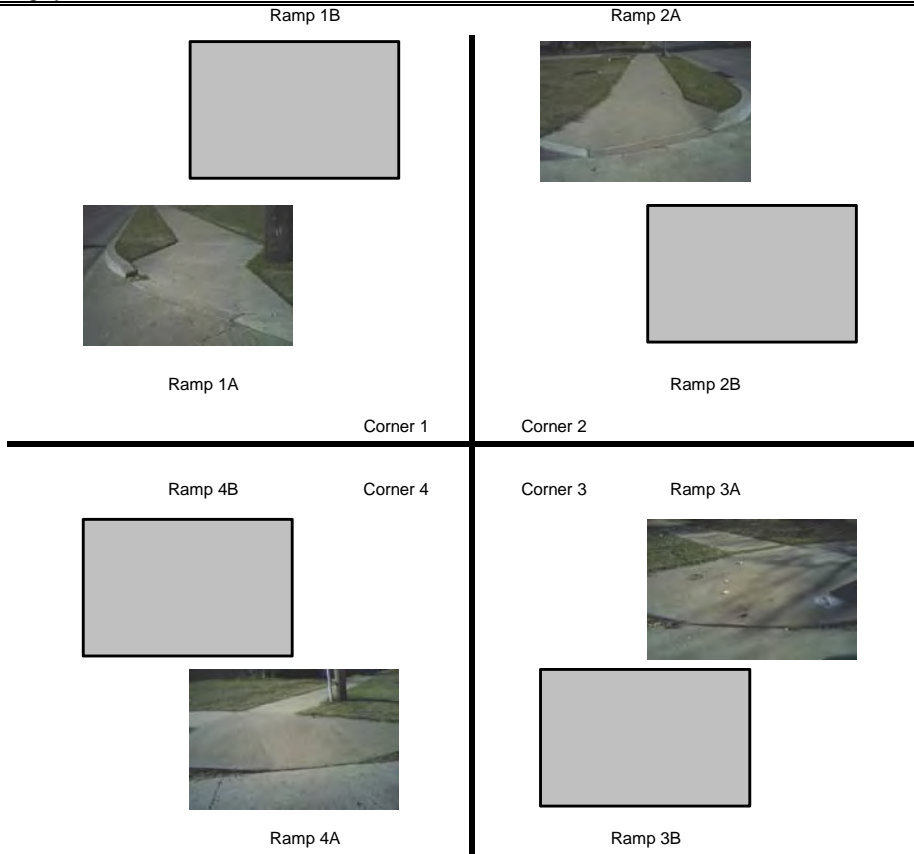 Ramp 1B
Ramp 2A
Ramp 1A
Ramp 2B
Corner 1
Corner 2
Ramp 4B
Corner 4
Corner 3
Ramp 3A
Ramp 4A
Ramp 3B